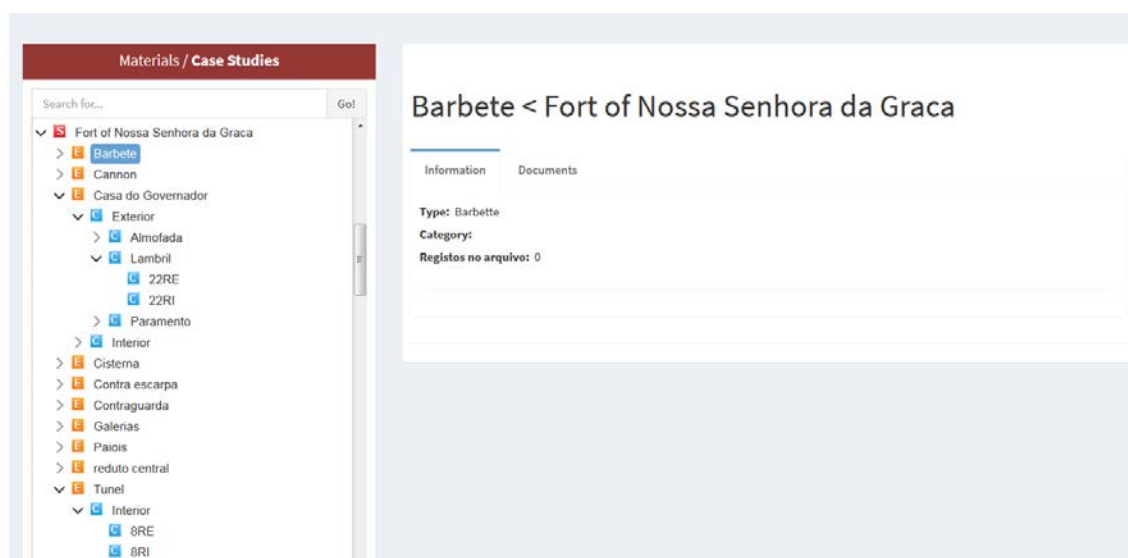 Materials / Case Studies
Search for...
Go!
S Fort of Nossa Senhora da Graca
E Barbete
E Cannon
E Casa do Governador
C Exterior
C Almofada
C Lambril
C 22RE
C 22RI
C Paramento
C Interior
E Cisterna
E Contra escarpa
E Contraguarda
E Galerias
E Paiois
E reduto central
E Tunel
C Interior
C 8RE
C 8RI
Barbete < Fort of Nossa Senhora da Graca
Information Documents
Type: Barbette
Category:
Registos no arquivo: 0